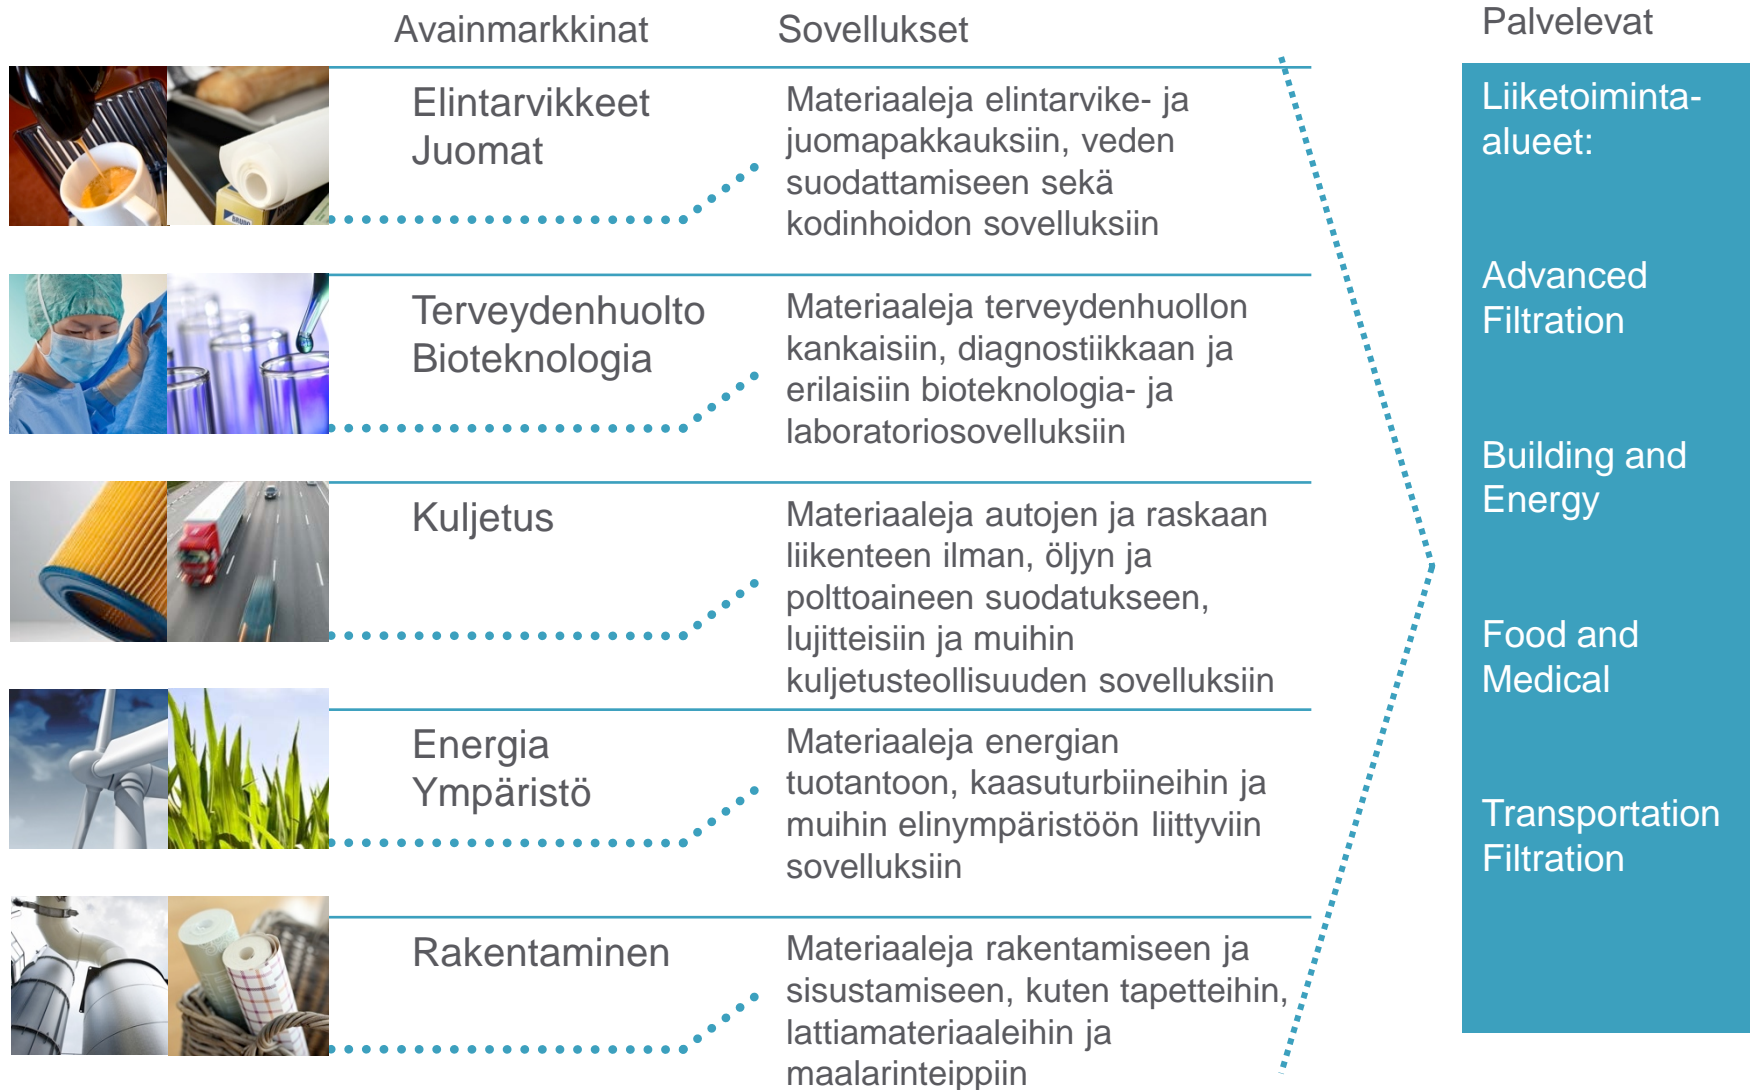 Avainmarkkinat
Sovellukset
Palvelevat
Elintarvikkeet
Juomat
Materiaaleja elintarvike- ja
juomapakkauksiin, veden
suodattamiseen sekä
kodinhoidon sovelluksiin
Terveydenhuolto
Bioteknologia
Materiaaleja terveydenhuollon
kankaisiin, diagnostiikkaan ja
erilaisiin bioteknologia- ja
laboratoriosovelluksiin
Kuljetus
Materiaaleja autojen ja raskaan
liikenteen ilman, öljyn ja
polttoaineen suodatukseen,
lujitteisiin ja muihin
kuljetusteollisuuden sovelluksiin
Energia
Ympäristö
Materiaaleja energian
tuotantoon, kaasuturbiineihin ja
muihin elinympäristöön liittyviin
sovelluksiin
Rakentaminen
Materiaaleja rakentamiseen ja
sisustamiseen, kuten tapetteihin,
lattiamateriaaleihin ja
maalarinteippiin
Liiketoiminta-
alueet:
Advanced
Filtration
Building and
Energy
Food and
Medical
Transportation
Filtration